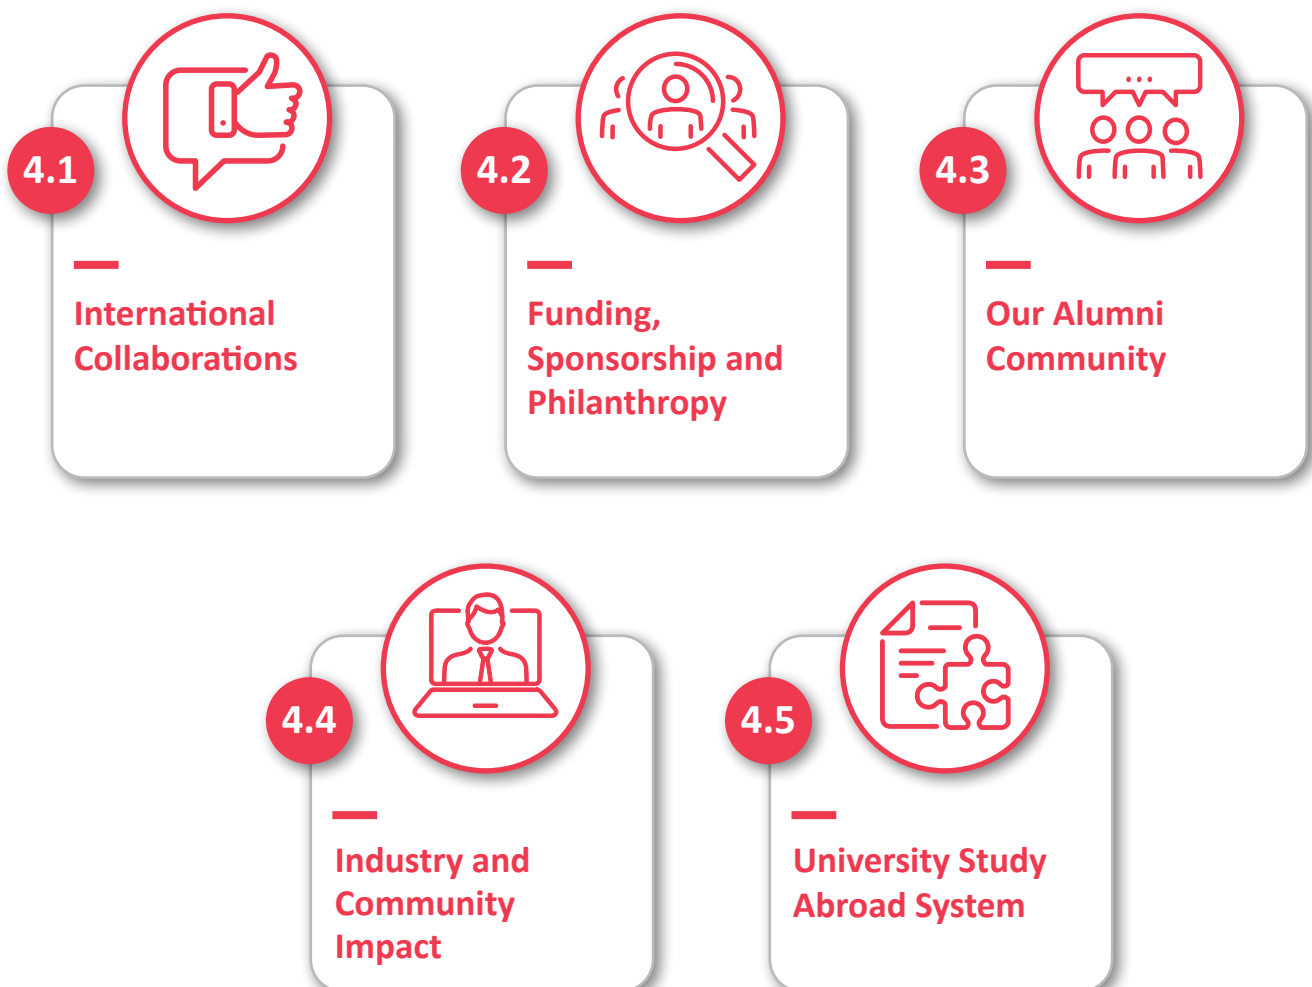 4.1
International
Collaborations
4.2
Funding,
Sponsorship and
Philanthropy
4.3
...
Our Alumni
Community
4.4
Industry and
Community
Impact
4.5
University Study
Abroad System